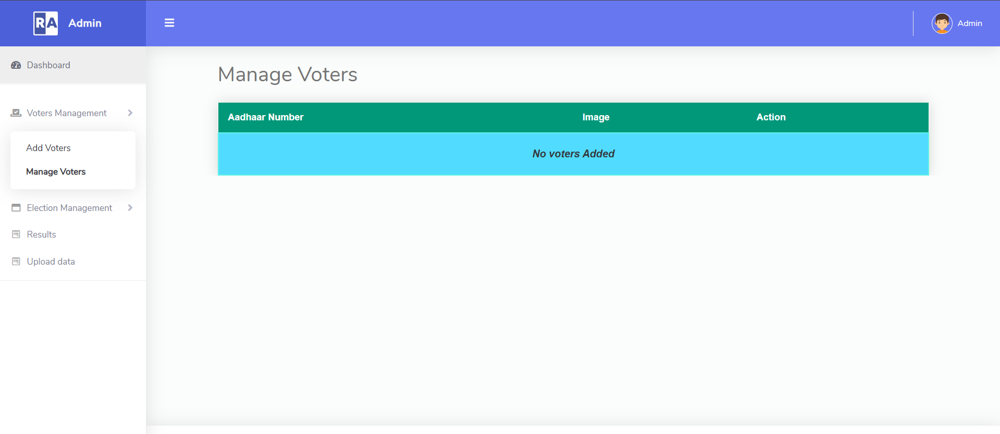 RA Admin
Admin
Dashboard
Voters Management
Add Voters
Manage Voters
Election Management
Results
Upload data
Manage Voters
Aadhaar Number Image Action
No voters Added